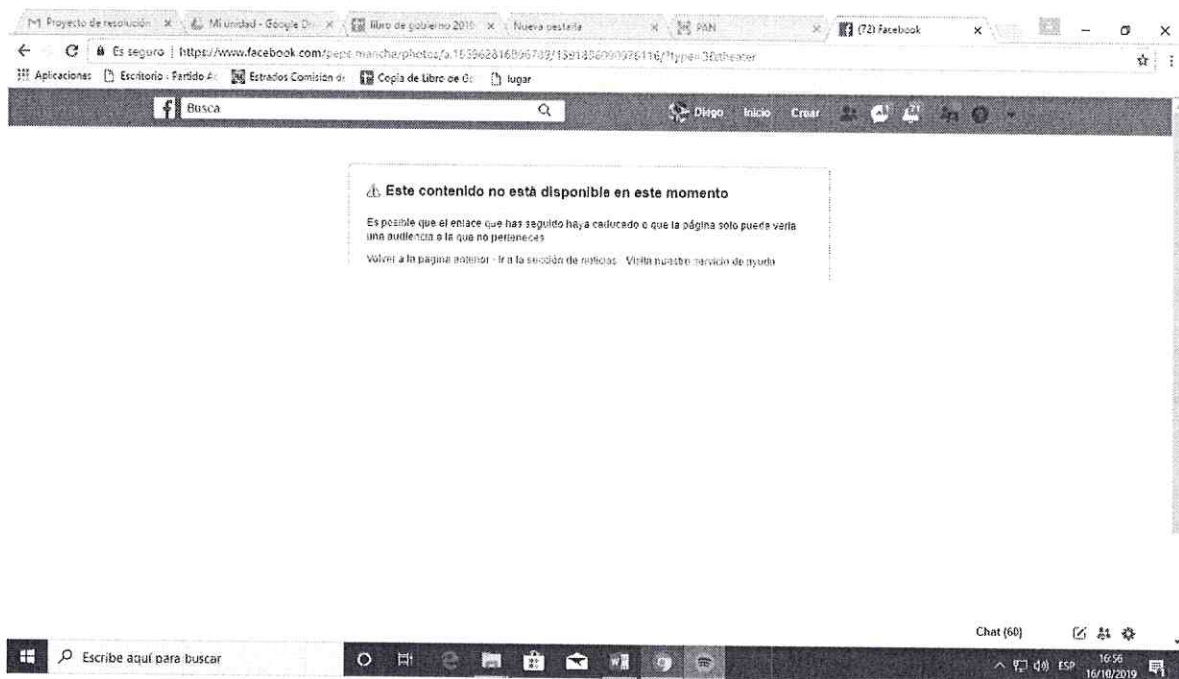 Proyecto de resolución × Mi unidad - Google Dr × libro de gobierno 2019 × Nueva pestaña × PAN × (72) Facebook ×
Es seguro | https://www.facebook.com/pepe.mancha/photos/
Aplicaciones Escritorio - Partido A Estrados Comisión de Copia de Libro de G lugar
Busca Diego Inicio Crear
Este contenido no está disponible en este momento
Es posible que el enlace que has seguido haya caducado o que la página solo pueda verla
una audiencia a la que no perteneces
Volver a la página anterior · Ir a la sección de noticias · Visita nuestro servicio de ayuda
Chat (60)
Escribe aquí para buscar
ESP 16:56
16/10/2019